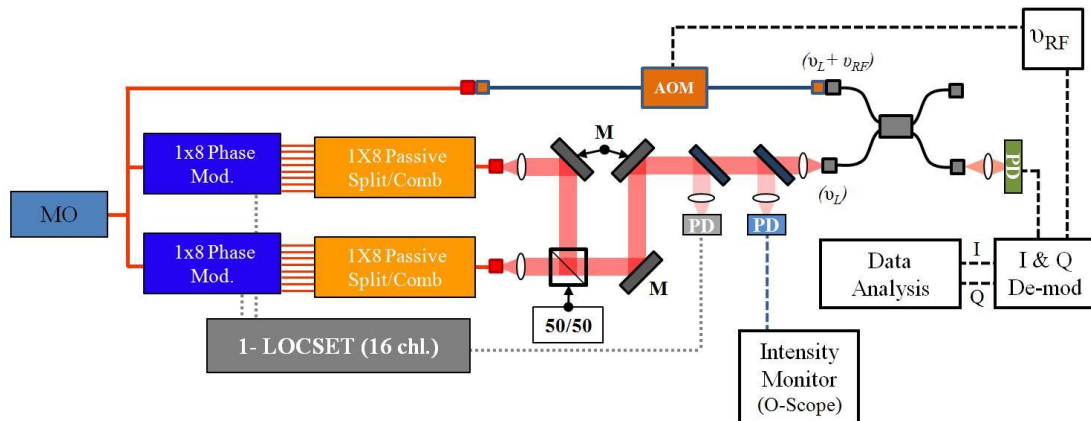 υRF
(υL+ υRF)
AOM
M
1x8 Phase
Mod.
1X8 Passive
Split/Comb
MO
(υL)
PD
PD
PD
1x8 Phase
Mod.
1X8 Passive
Split/Comb
M
50/50
Data
Analysis
I
Q
I & Q
De-mod
1- LOCSET (16 chl.)
Intensity
Monitor
(O-Scope)